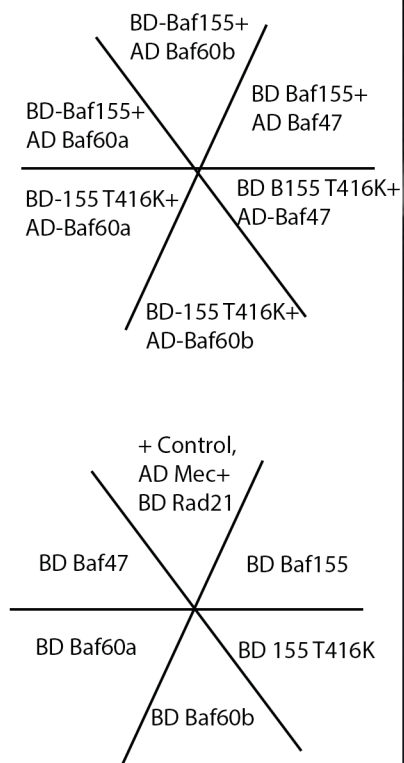 BD-Baf155+
AD Baf60b
BD Baf155+
AD Baf47
BD-Baf155+
AD Baf60a
BD-155 T416K+
AD-Baf60a
BD B155 T416K+
AD-Baf47
BD-155 T416K+
AD-Baf60b
+ Control,
AD Mec+
BD Rad21
BD Baf47
BD Baf155
BD Baf60a
BD 155 T416K
BD Baf60b